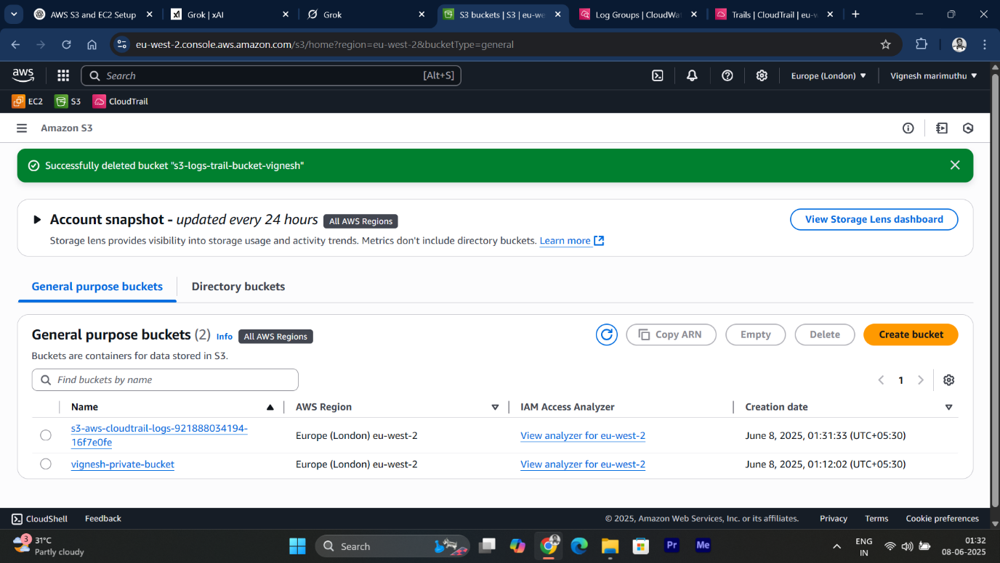 AWS S3 and EC2 Setup
Grok | xAI
Grok
S3 buckets | S3 | eu-we
Log Groups | CloudWa
Trails | CloudTrail | eu-w
eu-west-2.console.aws.amazon.com/s3/home?region=eu-west-2&bucketType=general
aws
Search
[Alt+S]
Europe (London)
Vignesh marimuthu
EC2
S3
CloudTrail
Amazon S3
Successfully deleted bucket "s3-logs-trail-bucket-vignesh"
Account snapshot - updated every 24 hours All AWS Regions
View Storage Lens dashboard
Storage lens provides visibility into storage usage and activity trends. Metrics don't include directory buckets. Learn more
General purpose buckets
Directory buckets
General purpose buckets (2) Info All AWS Regions
Copy ARN
Empty
Delete
Create bucket
Buckets are containers for data stored in S3.
Find buckets by name
1
Name
AWS Region
IAM Access Analyzer
Creation date
s3-aws-cloudtrail-logs-921888034194-
16f7e0fe
Europe (London) eu-west-2
View analyzer for eu-west-2
June 8, 2025, 01:31:33 (UTC+05:30)
vignesh-private-bucket
Europe (London) eu-west-2
View analyzer for eu-west-2
June 8, 2025, 01:12:02 (UTC+05:30)
CloudShell
Feedback
© 2025, Amazon Web Services, Inc. or its affiliates.
Privacy
Terms
Cookie preferences
3
31°C
Partly cloudy
Search
Pr
Me
ENG
IN
01:32
08-06-2025